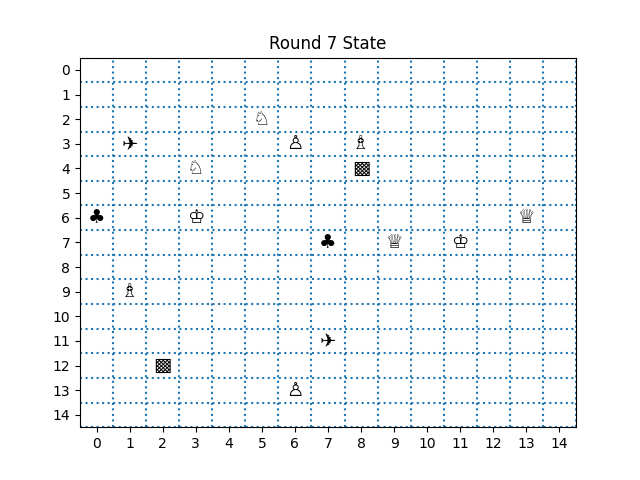 Round 7 State
0
1
2 ♘
3 ✈ ♙ ♗
4 ♘ ▩
5
6 ♣ ♔ ♕
7 ♣ ♕ ♔
8
9 ♗
10
11 ✈
12 ▩
13 ♙
14
0 1 2 3 4 5 6 7 8 9 10 11 12 13 14